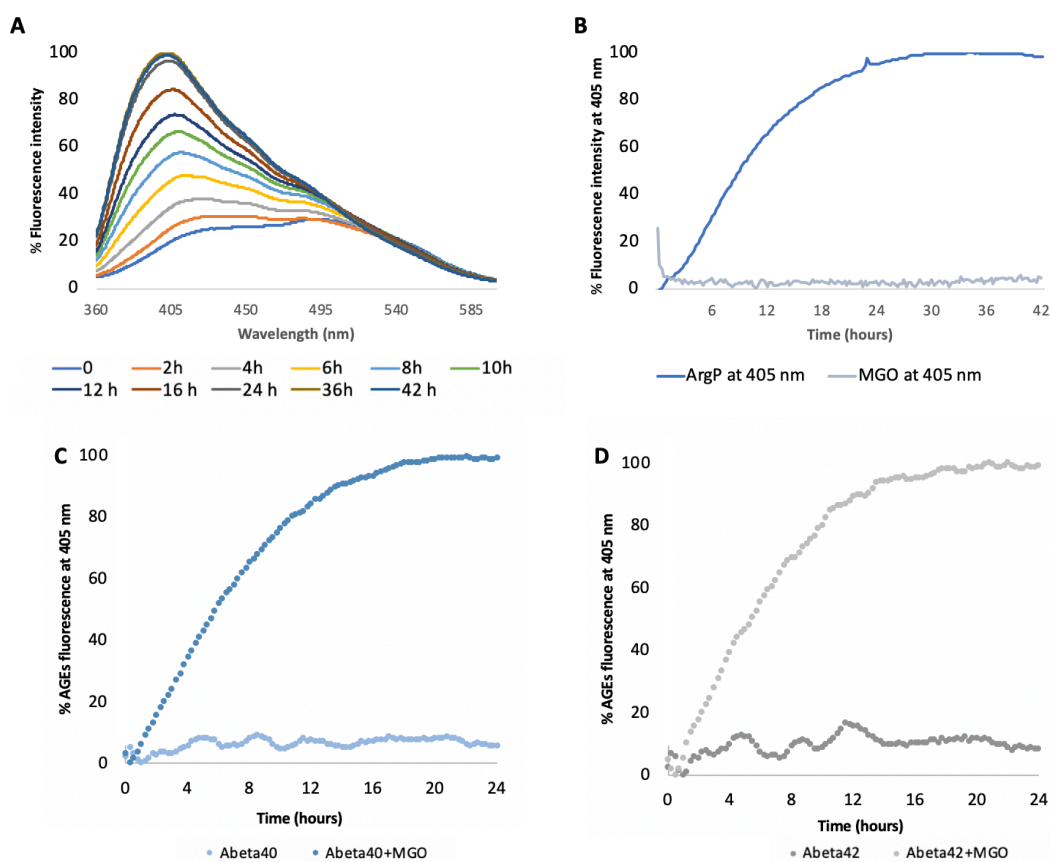 A
% Fluorescence intensity
100
80
60
40
20
0
360 405 450 495 540 585
Wavelength (nm)
0 2h 4h 6h 8h 10h
12 h 16 h 24 h 36h 42 h
B
% Fluorescence intensity at 405 nm
100
80
60
40
20
0
6 12 18 24 30 36 42
Time (hours)
ArgP at 405 nm MGO at 405 nm
C
% AGEs fluorescence at 405 nm
100
80
60
40
20
0
0 4 8 12 16 20 24
Time (hours)
Abeta40 Abeta40+MGO
D
% AGEs fluorescence at 405 nm
100
80
60
40
20
0
0 4 8 12 16 20 24
Time (hours)
Abeta42 Abeta42+MGO